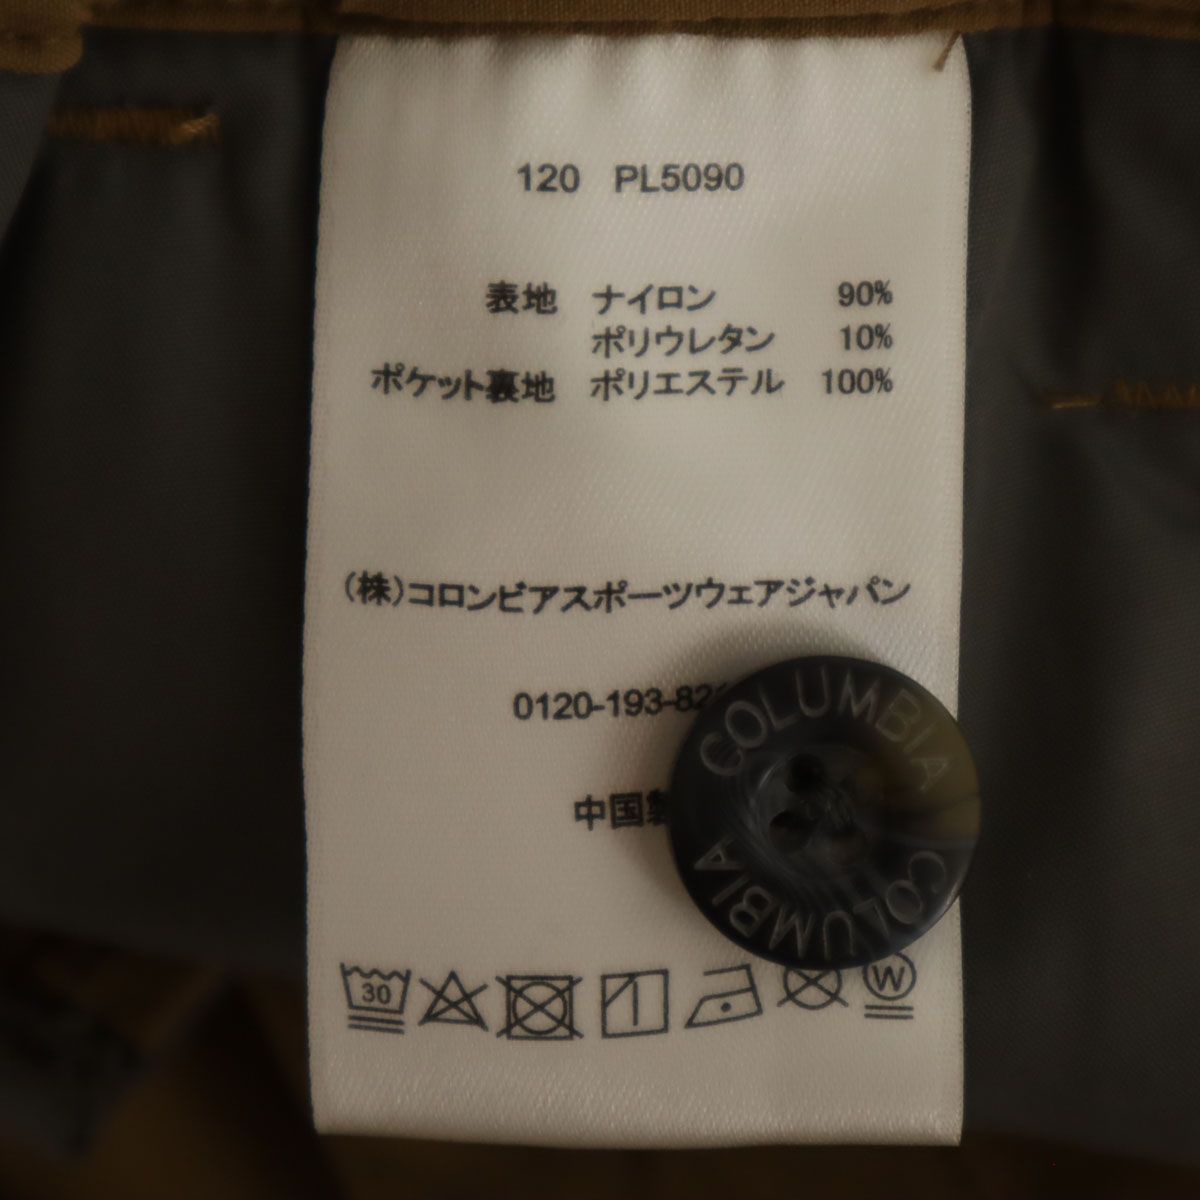 120 PL5090
表地 ナイロン 90%
ポリウレタン 10%
ポケット裏地 ポリエステル 100%
(株)コロンビアスポーツウェアジャパン
0120-193-82
中国製
COLUMBIA
COLUMBIA
30
W